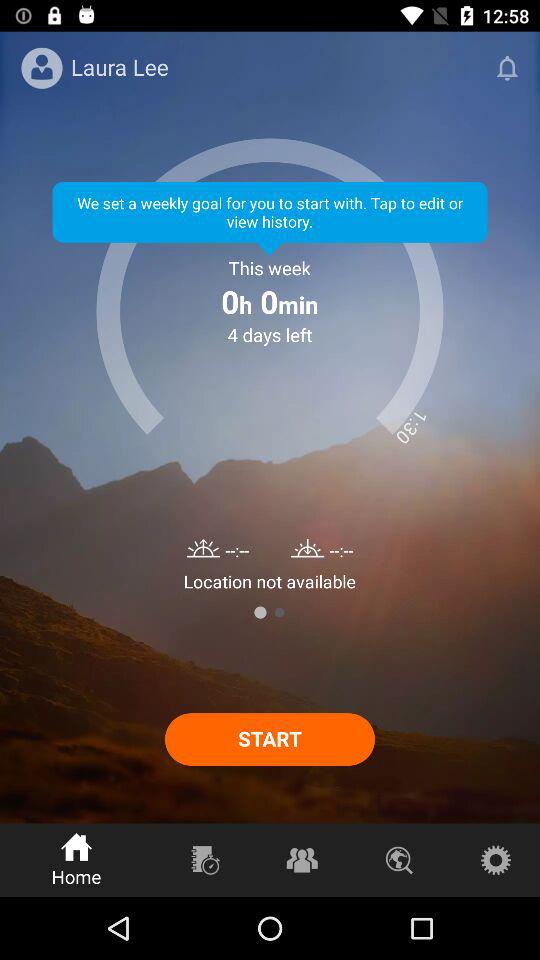 12:58
Laura Lee
We set a weekly goal for you to start with. Tap to edit or
view history.
This week
0h 0min
4 days left
1:30
--:-- --:--
Location not available
START
Home